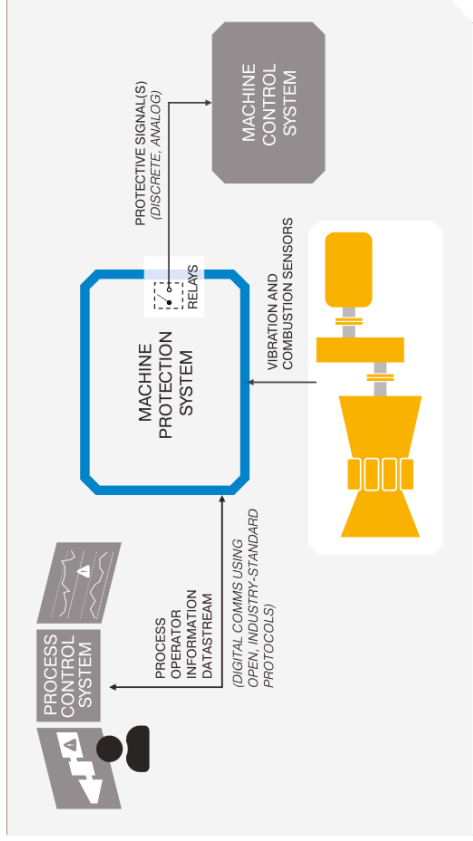 PROCESS
CONTROL
SYSTEM
PROCESS
OPERATOR
INFORMATION
DATASTREAM
(DIGITAL COMMS USING
OPEN, INDUSTRY-STANDARD
PROTOCOLS)
MACHINE
PROTECTION
SYSTEM
RELAYS
PROTECTIVE SIGNAL(S)
(DISCRETE, ANALOG)
MACHINE
CONTROL
SYSTEM
VIBRATION AND
COMBUSTION SENSORS